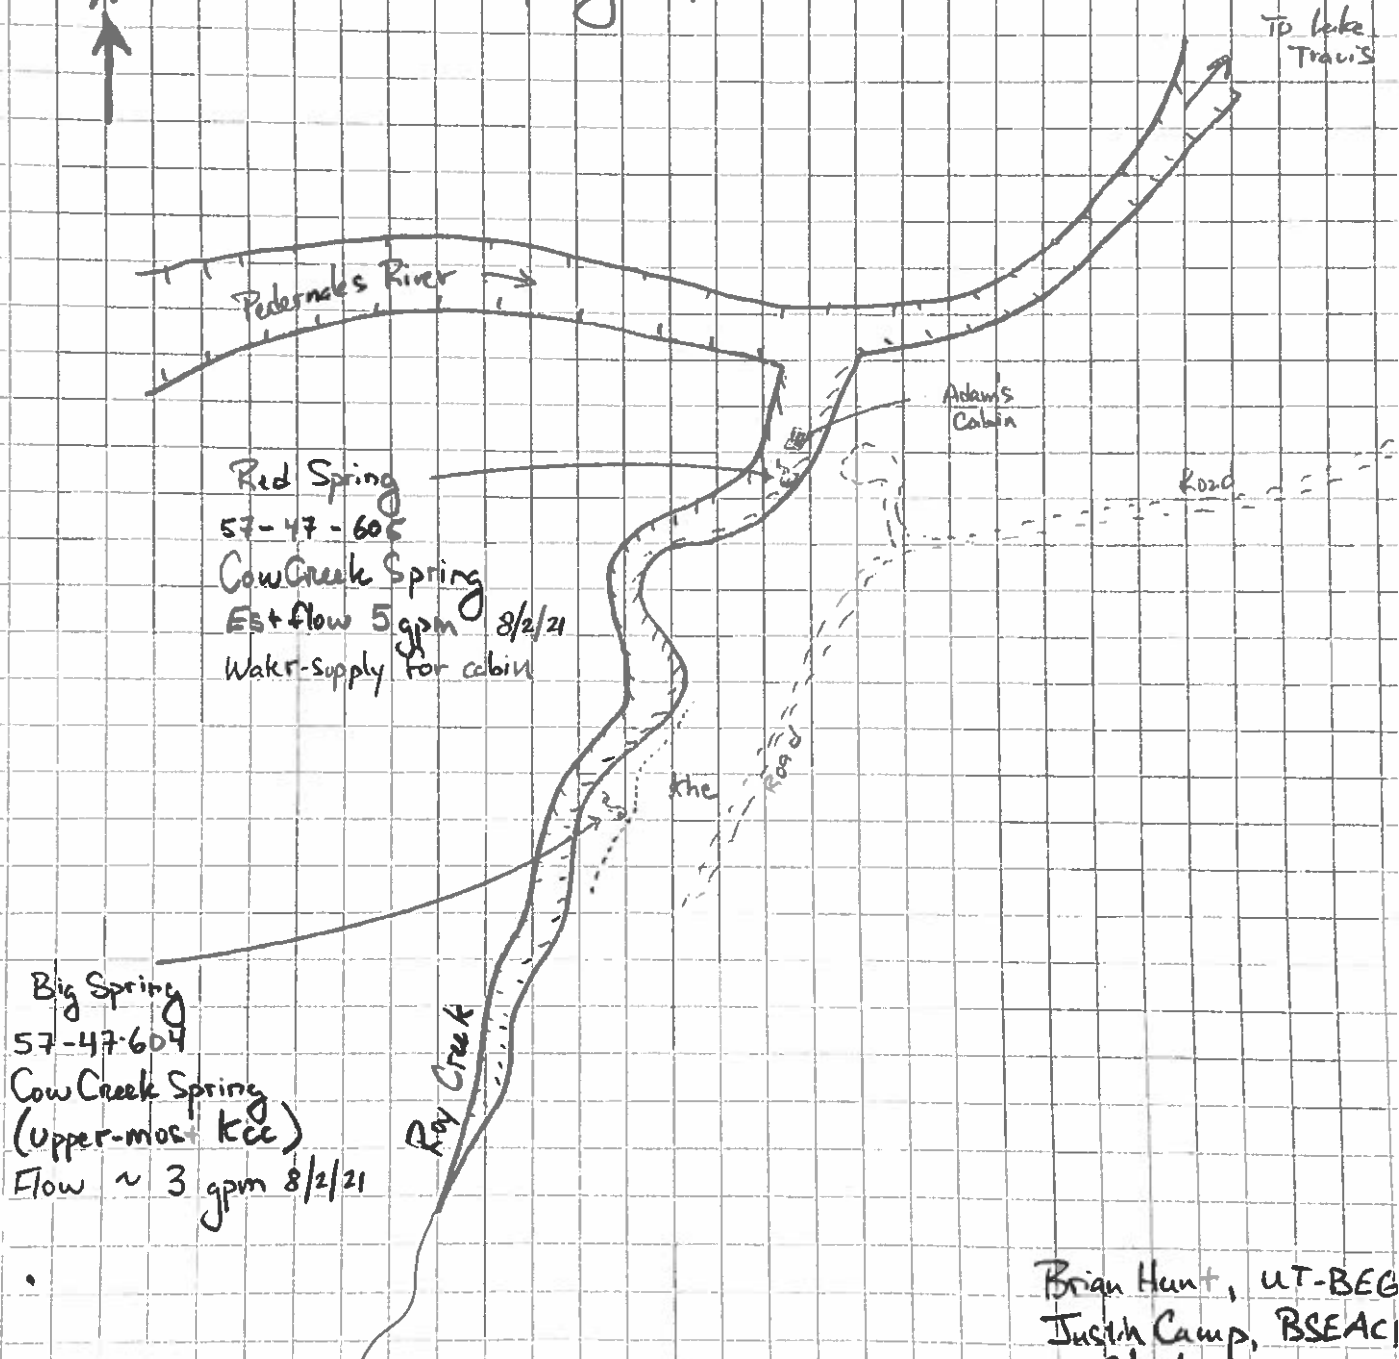 To Lake
Travis
Pedernales River
Adam's
Cabin
Red Spring
57-47-605
Cow Creek Spring
Est flow 5 gpm 8/2/21
Water-supply for cabin
Road
Road
Khe
Big Spring
57-47-604
Cow Creek Spring
(upper-most Kcc)
Flow ~ 3 gpm 8/2/21
Roy Creek
Brian Hunt, UT-BEG
Justin Camp, BSEACD